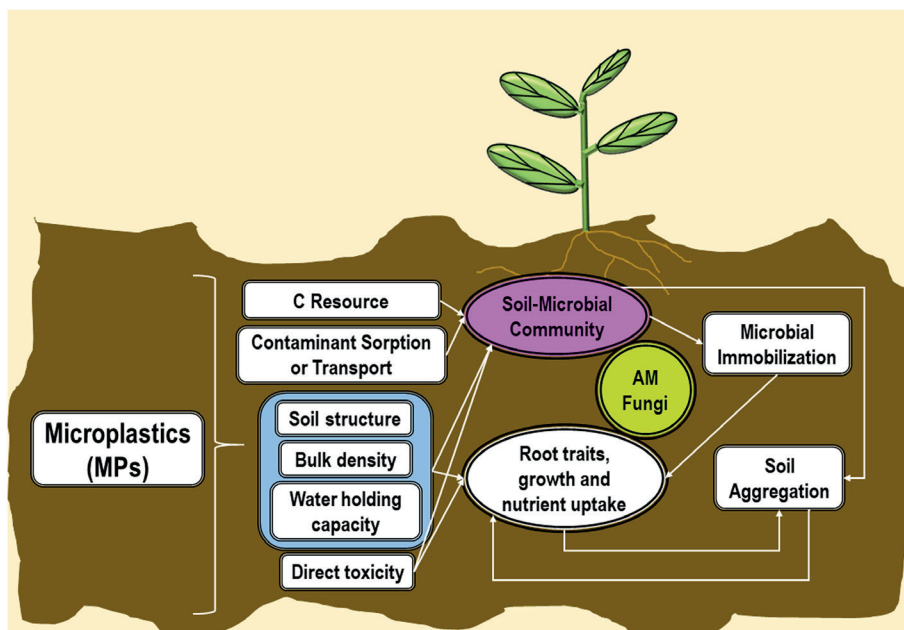 C Resource
Contaminant Sorption
or Transport
Soil structure
Bulk density
Water holding
capacity
Direct toxicity
Microplastics
(MPs)
Soil-Microbial
Community
AM
Fungi
Root traits,
growth and
nutrient uptake
Microbial
Immobilization
Soil
Aggregation